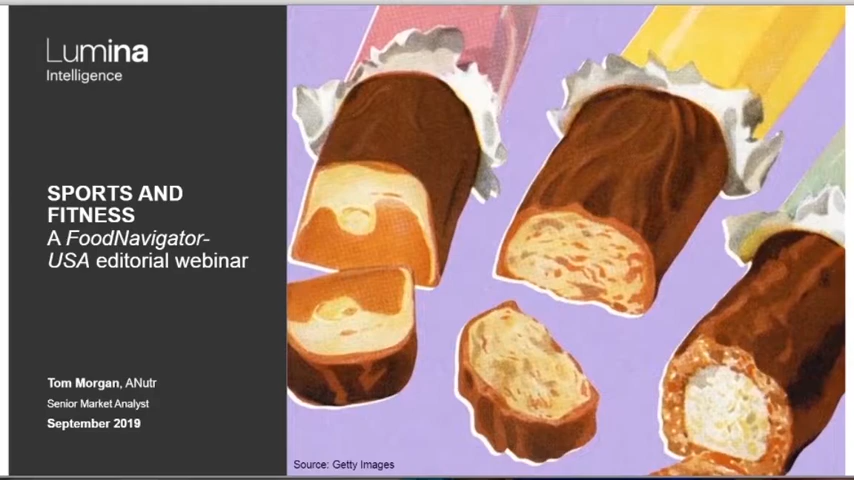 Lumina
Intelligence
SPORTS AND
FITNESS
A FoodNavigator-
USA editorial webinar
Tom Morgan, ANutr
Senior Market Analyst
September 2019
Source: Getty Images